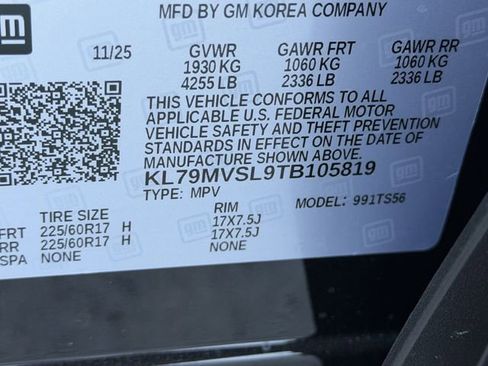 MFD BY GM KOREA COMPANY
gm
11/25 GVWR GAWR FRT GAWR RR
1930 KG 1060 KG 1060 KG
4255 LB 2336 LB 2336 LB
THIS VEHICLE CONFORMS TO ALL
APPLICABLE U.S. FEDERAL MOTOR
VEHICLE SAFETY AND THEFT PREVENTION
STANDARDS IN EFFECT ON THE DATE OF
MANUFACTURE SHOWN ABOVE.
KL79MVSL9TB105819
TYPE: MPV MODEL: 991TS56
TIRE SIZE RIM
FRT 225/60R17 H 17X7.5J
RR 225/60R17 H 17X7.5J
SPA NONE NONE